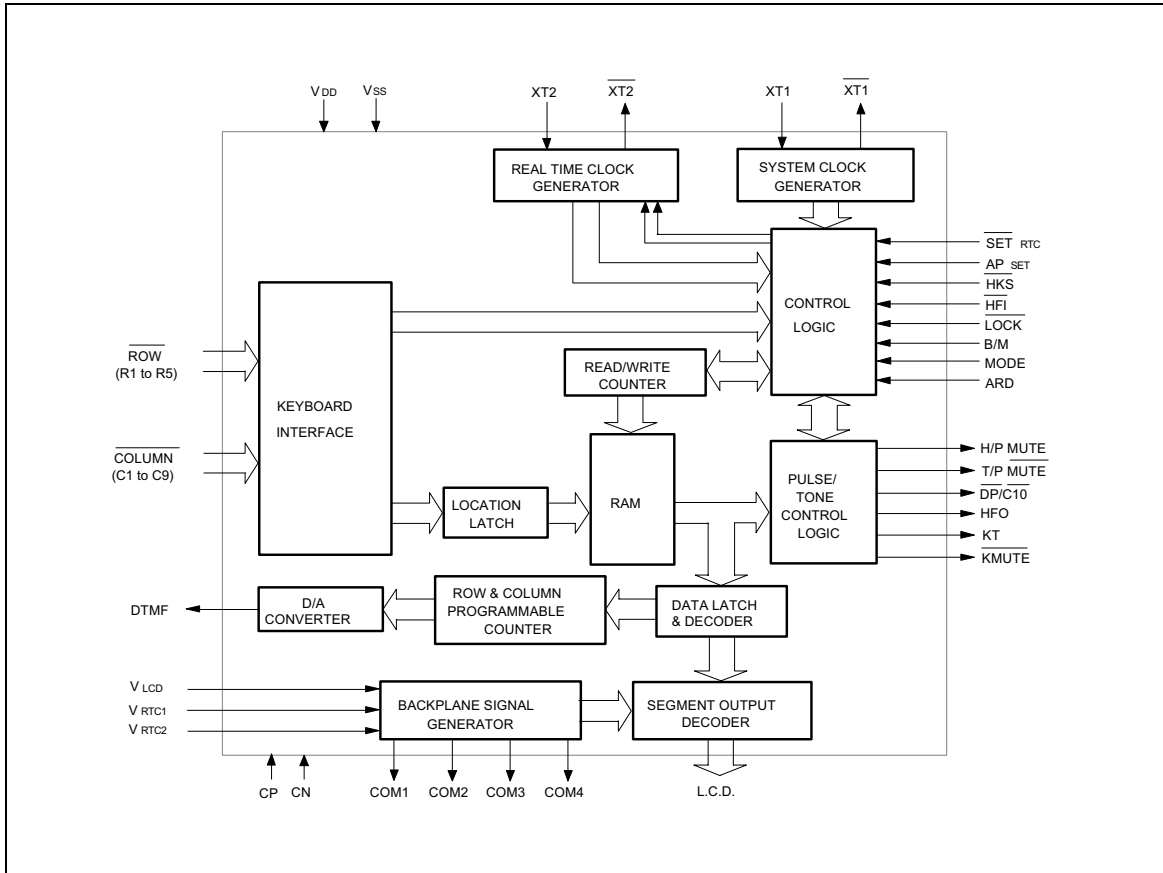 VDD
VSS
XT2
XT2
XT1
XT1
REAL TIME CLOCK
GENERATOR
SYSTEM CLOCK
GENERATOR
SET RTC
AP SET
HKS
HFI
LOCK
B/M
MODE
ARD
CONTROL
LOGIC
ROW
(R1 to R5)
COLUMN
(C1 to C9)
KEYBOARD
INTERFACE
READ/WRITE
COUNTER
LOCATION
LATCH
RAM
PULSE/
TONE
CONTROL
LOGIC
H/P MUTE
T/P MUTE
DP/C10
HFO
KT
KMUTE
DTMF
D/A
CONVERTER
ROW & COLUMN
PROGRAMMABLE
COUNTER
DATA LATCH
& DECODER
VLCD
VRTC1
VRTC2
BACKPLANE SIGNAL
GENERATOR
SEGMENT OUTPUT
DECODER
CP
CN
COM1
COM2
COM3
COM4
L.C.D.